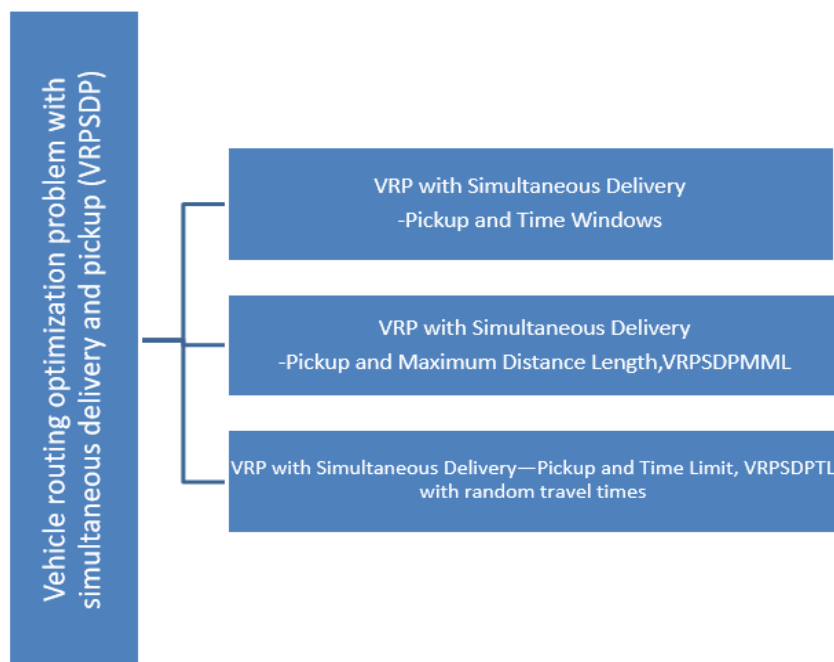 Vehicle routing optimization problem with
simultaneous delivery and pickup (VRPSDP)
VRP with Simultaneous Delivery
-Pickup and Time Windows
VRP with Simultaneous Delivery
-Pickup and Maximum Distance Length,VRPSDPMML
VRP with Simultaneous Delivery—Pickup and Time Limit, VRPSDPTL
with random travel times